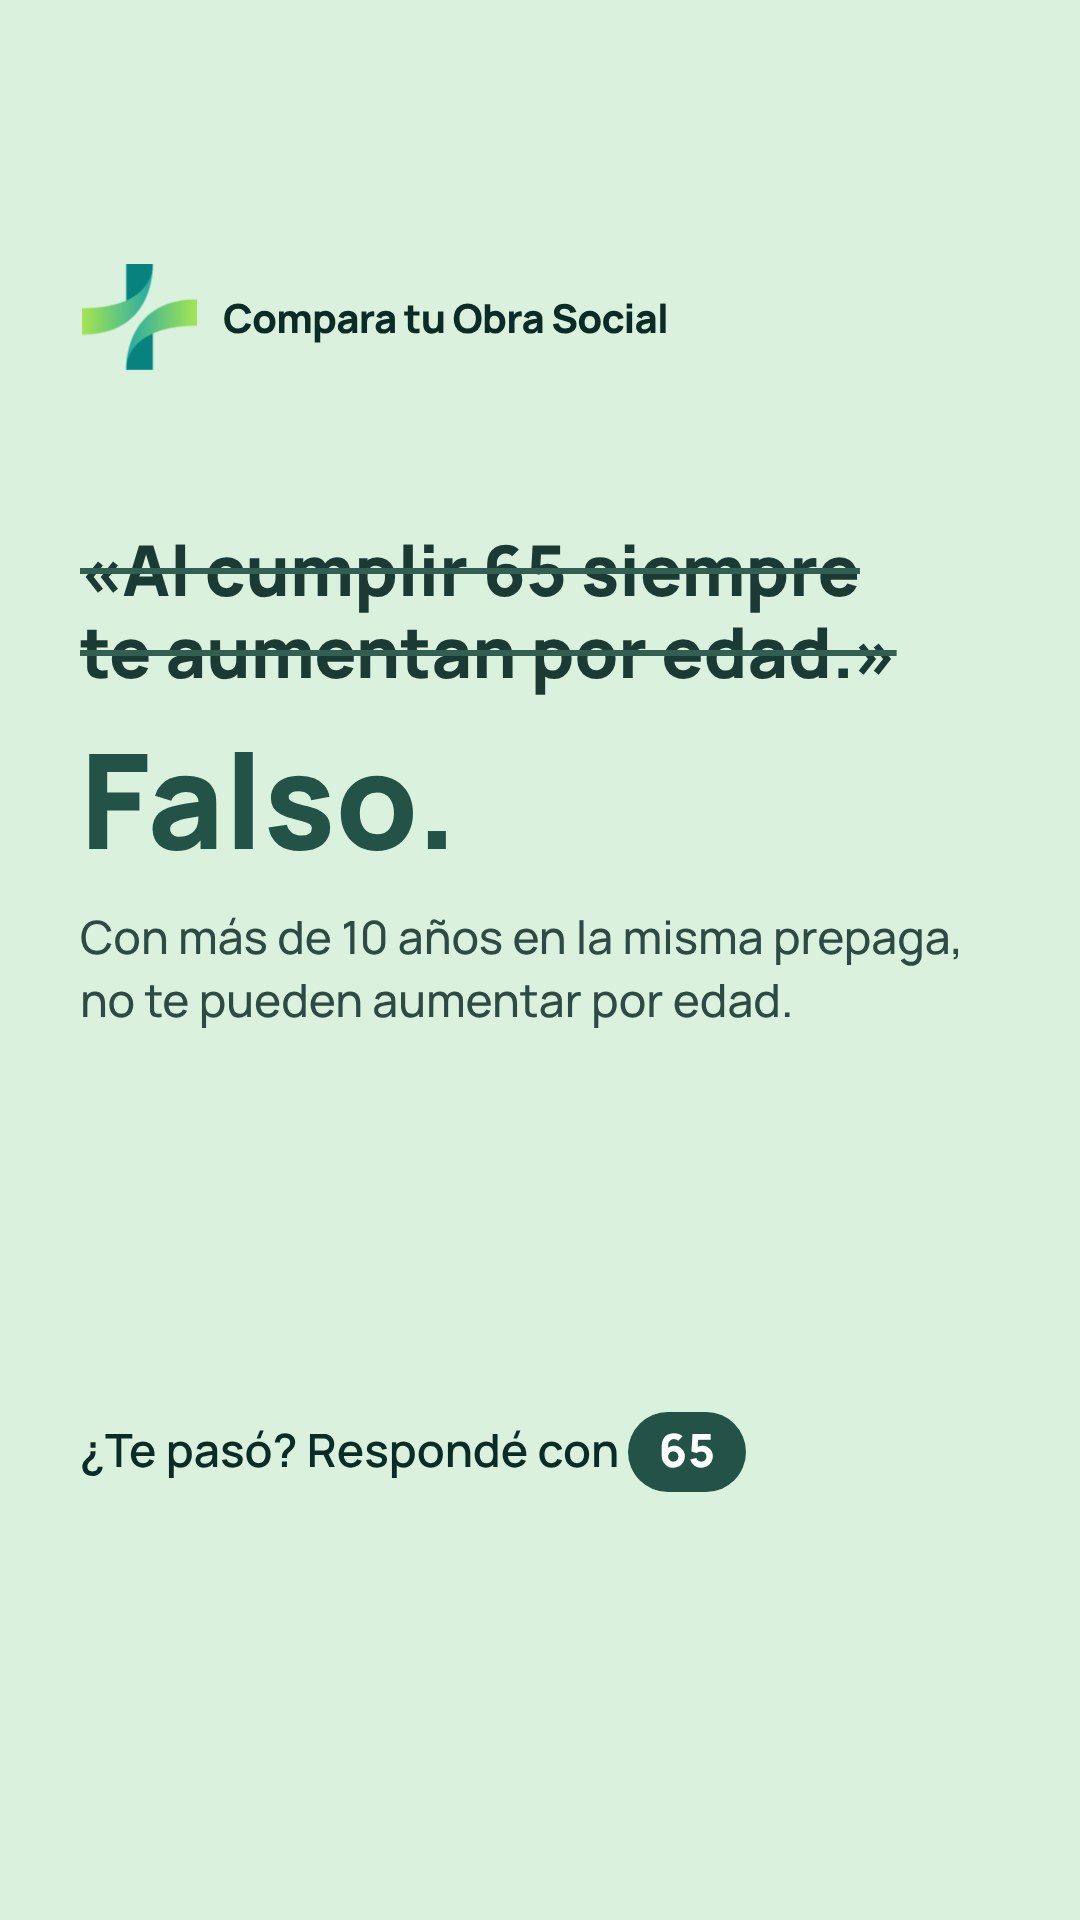 Compara tu Obra Social
«Al cumplir 65 siempre
te aumentan por edad.»
Falso.
Con más de 10 años en la misma prepaga,
no te pueden aumentar por edad.
¿Te pasó? Respondé con 65